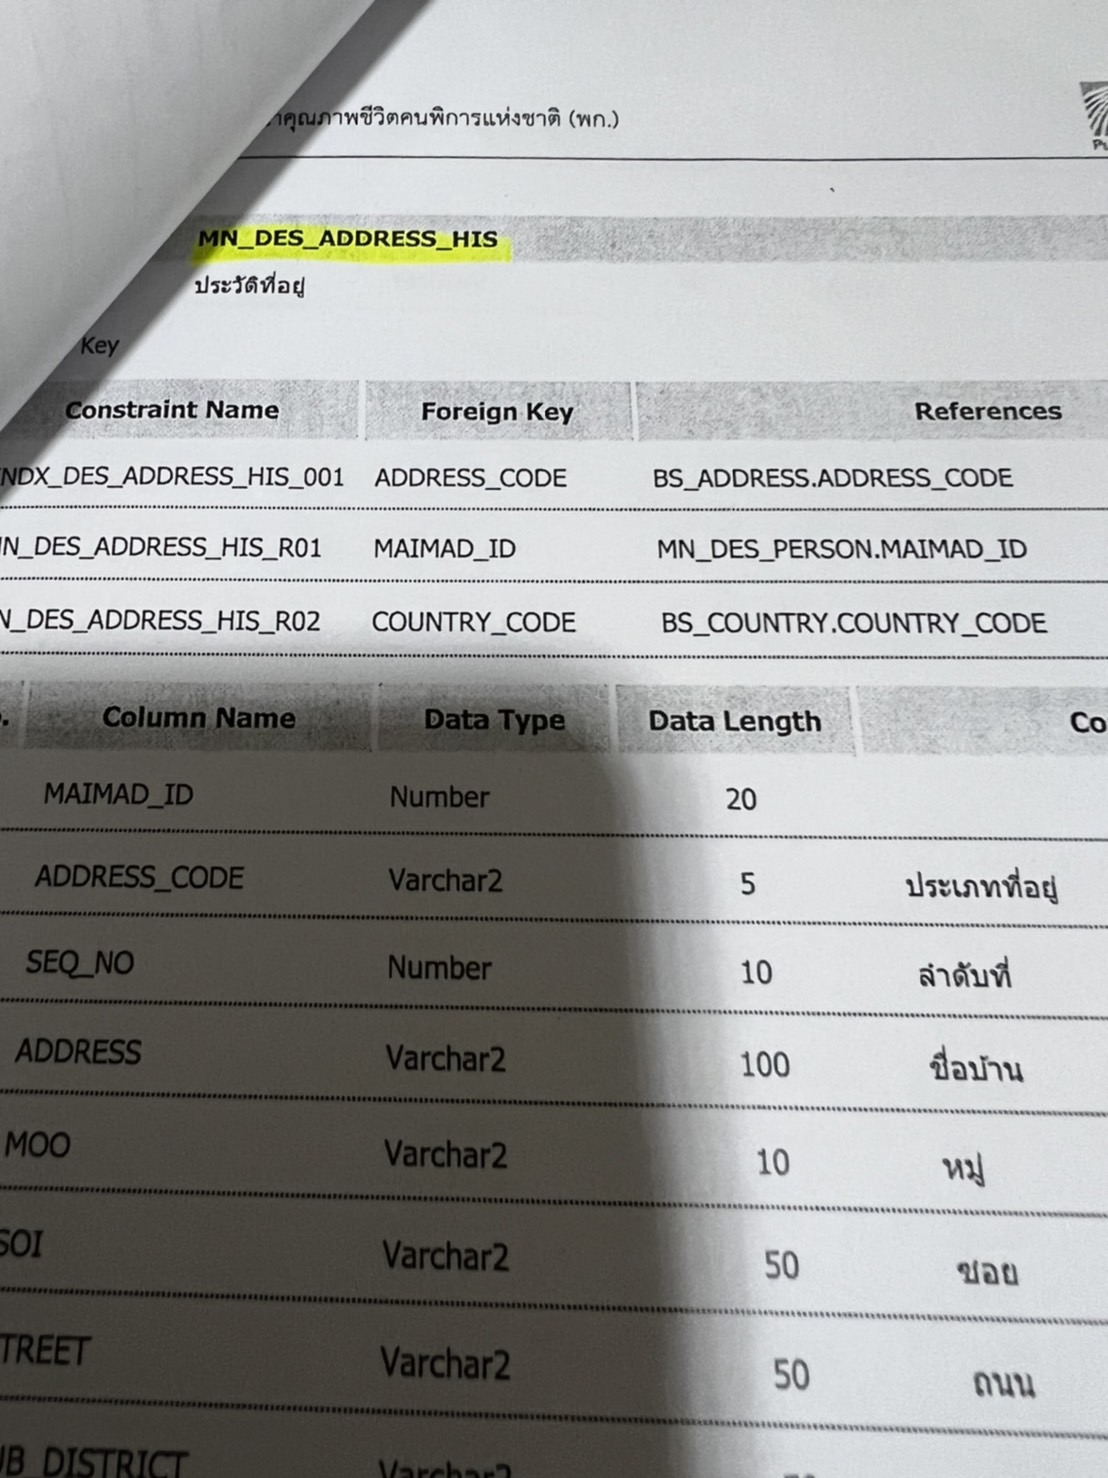 คุณภาพชีวิตคนพิการแห่งชาติ (พก.)
MN_DES_ADDRESS_HIS
ประวัติที่อยู่
Key
Constraint Name Foreign Key References
NDX_DES_ADDRESS_HIS_001 ADDRESS_CODE BS_ADDRESS.ADDRESS_CODE
N_DES_ADDRESS_HIS_R01 MAIMAD_ID MN_DES_PERSON.MAIMAD_ID
N_DES_ADDRESS_HIS_R02 COUNTRY_CODE BS_COUNTRY.COUNTRY_CODE
Column Name Data Type Data Length Co
MAIMAD_ID Number 20
ADDRESS_CODE Varchar2 5 ประเภทที่อยู่
SEQ_NO Number 10 ลำดับที่
ADDRESS Varchar2 100 ชื่อบ้าน
MOO Varchar2 10 หมู่
SOI Varchar2 50 ซอย
TREET Varchar2 50 ถนน
UB_DISTRICT Varchar2